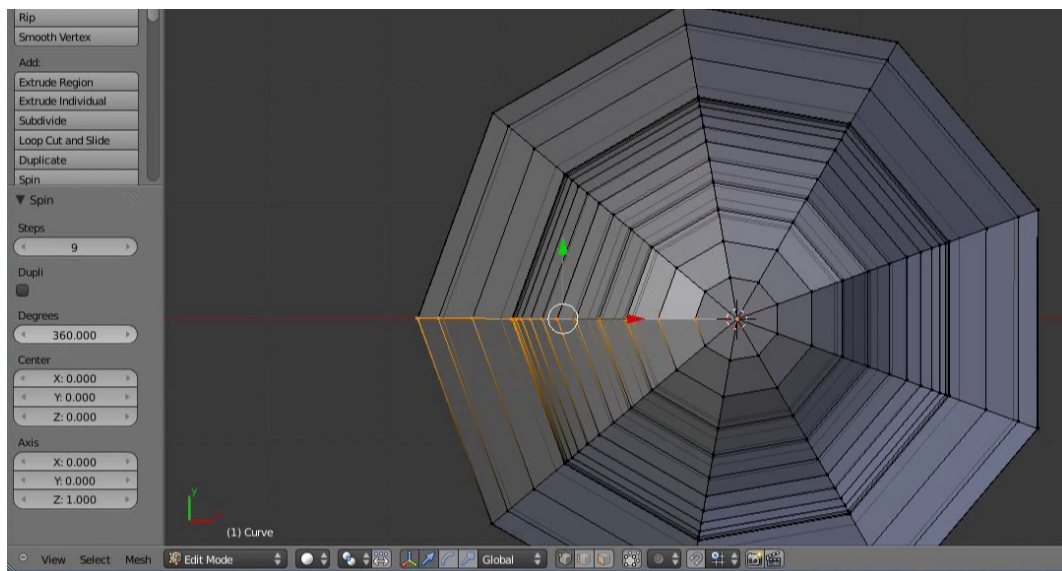 Rip
Smooth Vertex
Add:
Extrude Region
Extrude Individual
Subdivide
Loop Cut and Slide
Duplicate
Spin
Spin
Steps
9
Dupli
Degrees
360.000
Center
X: 0.000
Y: 0.000
Z: 0.000
Axis
X: 0.000
Y: 0.000
Z: 1.000
y
(1) Curve
View Select Mesh Edit Mode Global